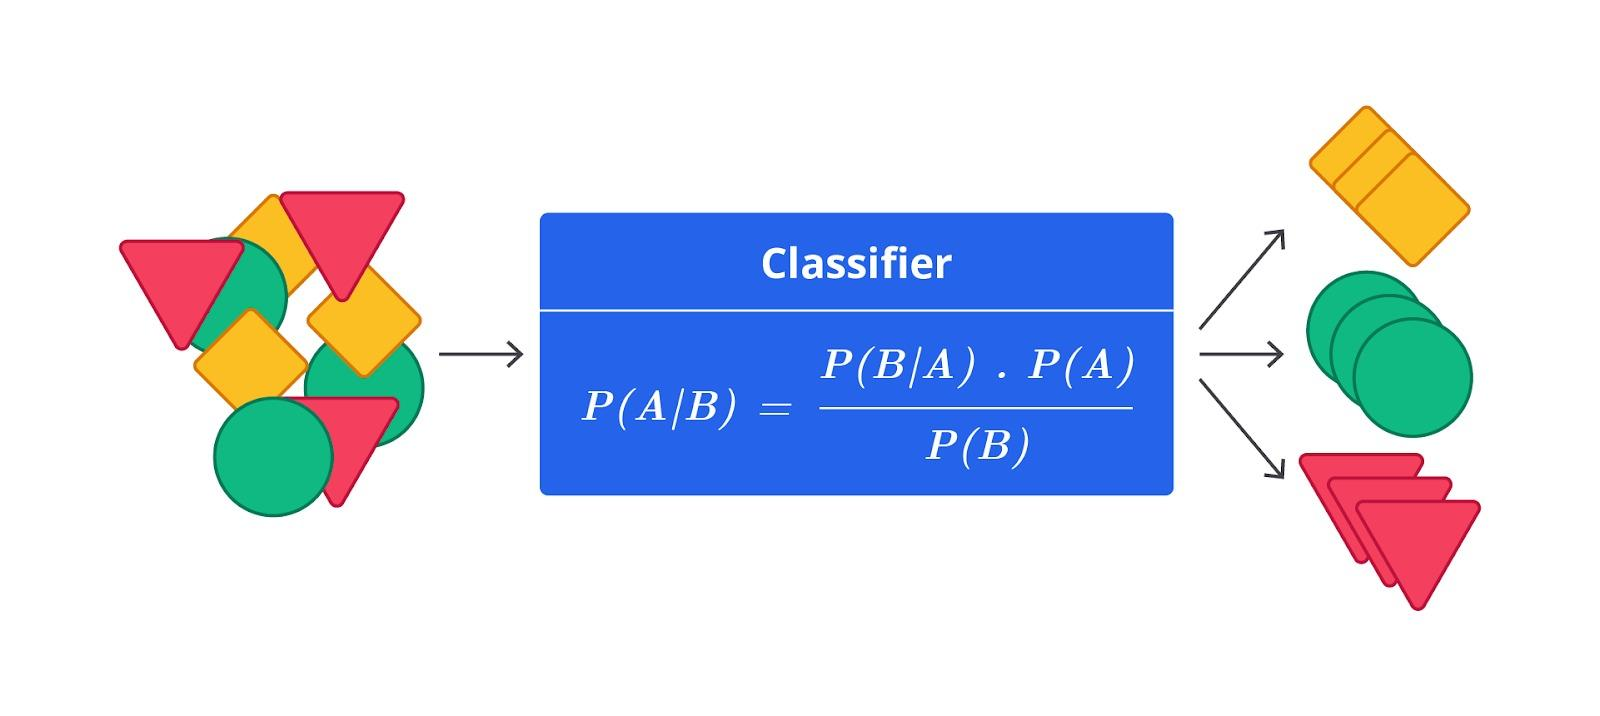 Classifier
P(A|B) = P(B|A) . P(A)
P(B)